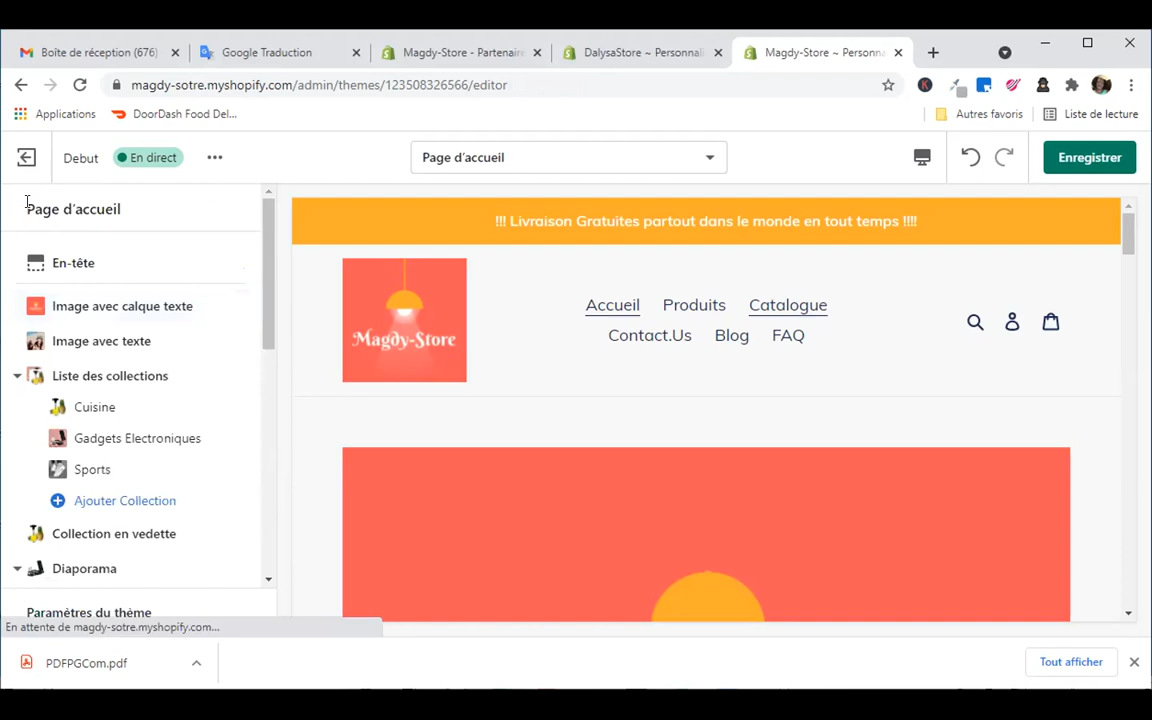 Boîte de réception (676)
Google Traduction
Magdy-Store - Partenaire
DalysaStore ~ Personnali
Magdy-Store ~ Personna
magdy-sotre.myshopify.com/admin/themes/123508326566/editor
Applications
DoorDash Food Del...
Autres favoris
Liste de lecture
Debut
En direct
Page d'accueil
Enregistrer
Page d'accueil
En-tête
Image avec calque texte
Image avec texte
Liste des collections
Cuisine
Gadgets Electroniques
Sports
Ajouter Collection
Collection en vedette
Diaporama
Paramètres du thème
!!! Livraison Gratuites partout dans le monde en tout temps !!!!
Magdy-Store
Accueil Produits Catalogue
Contact.Us Blog FAQ
En attente de magdy-sotre.myshopify.com...
PDFPGCom.pdf
Tout afficher